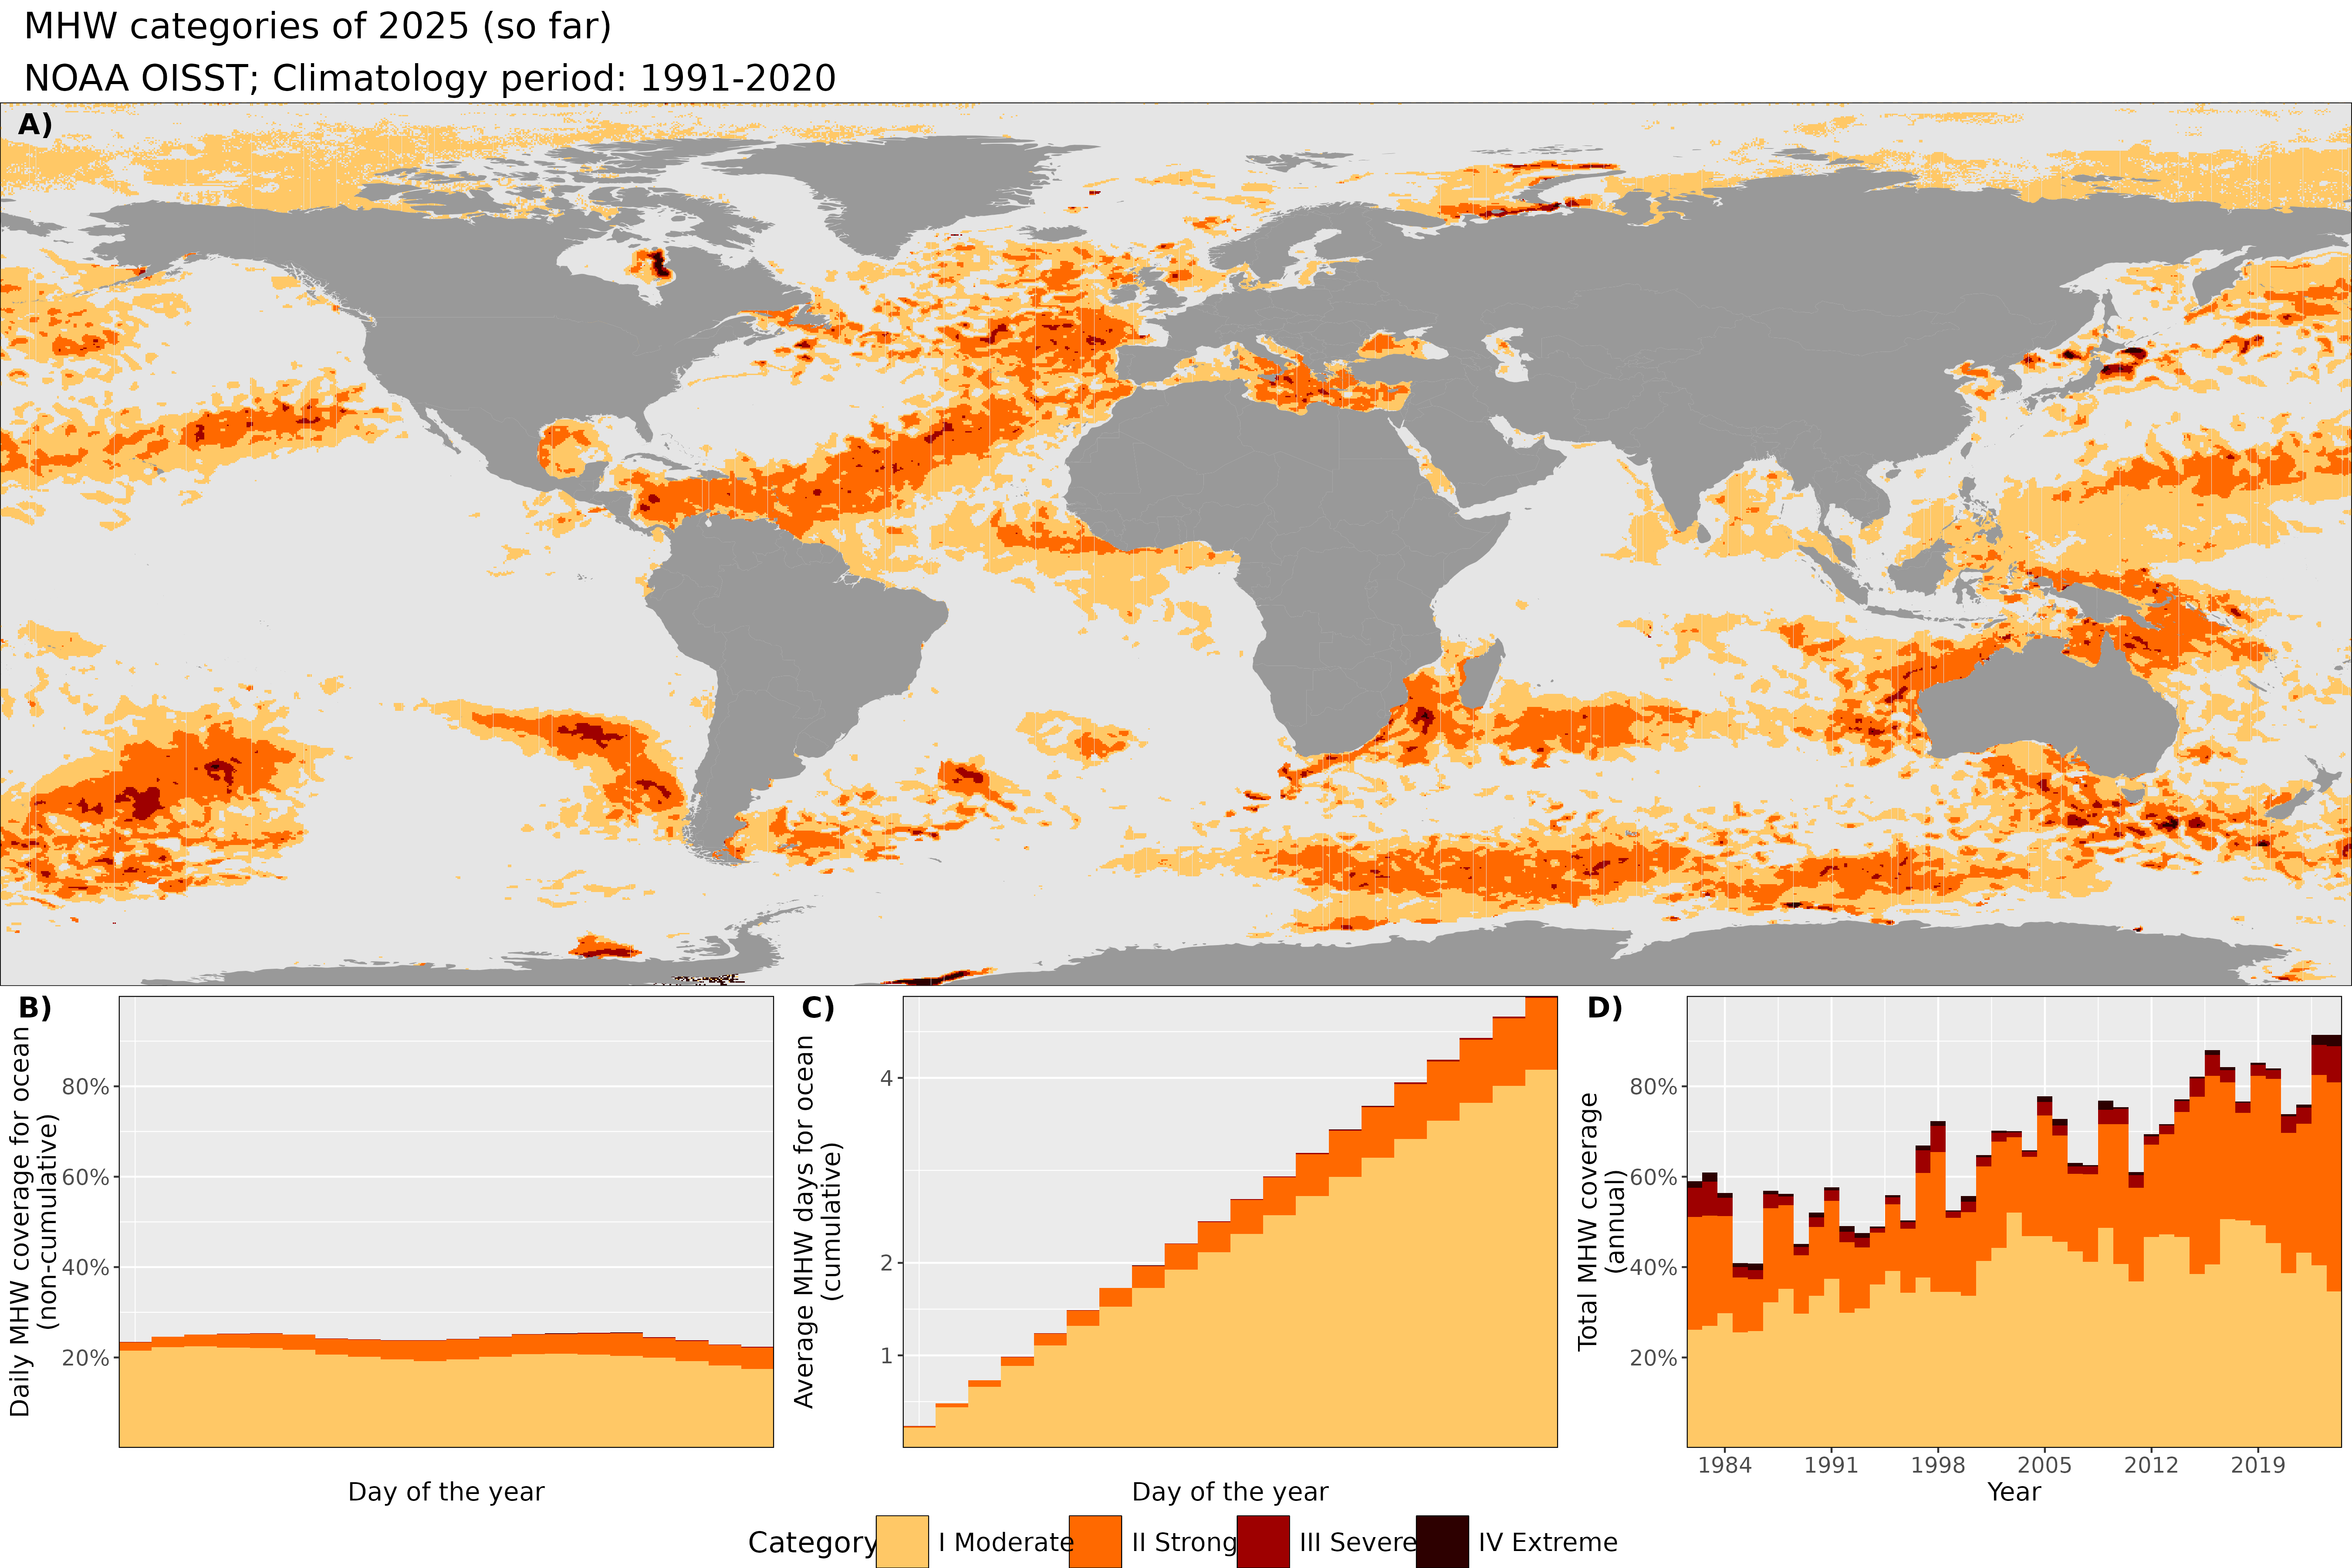 MHW categories of 2025 (so far)
NOAA OISST; Climatology period: 1991-2020
A)
B)
Daily MHW coverage for ocean
(non-cumulative)
80%
60%
40%
20%
Day of the year
C)
Average MHW days for ocean
(cumulative)
4
2
1
Day of the year
D)
Total MHW coverage
(annual)
80%
60%
40%
20%
1984 1991 1998 2005 2012 2019
Year
Category I Moderate II Strong III Severe IV Extreme